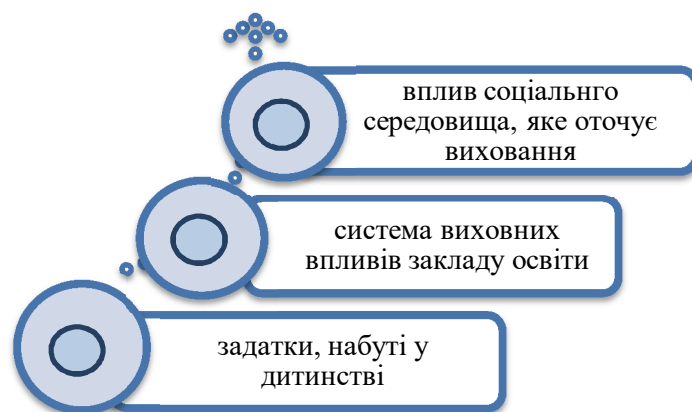 вплив соціальнго
середовища, яке оточує
виховання
система виховних
впливів закладу освіти
задатки, набуті у
дитинстві